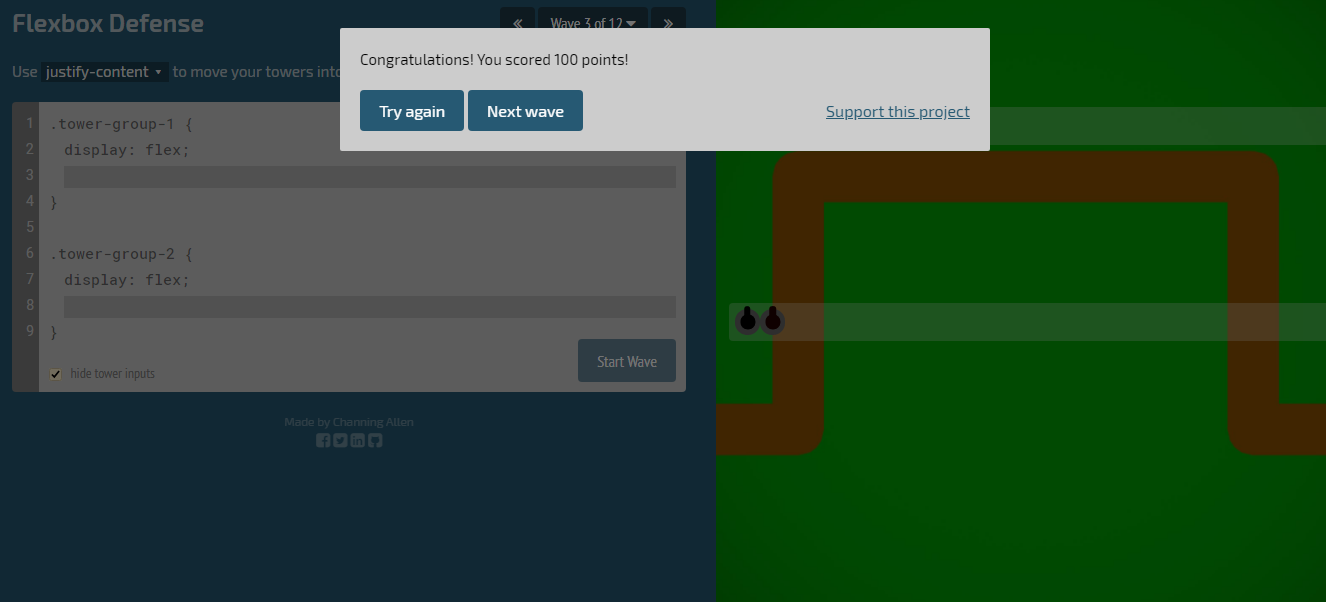 Flexbox Defense
« Wave 3 of 12 »
Use justify-content to move your towers into
Congratulations! You scored 100 points!
Try again Next wave Support this project
1 .tower-group-1 {
2 display: flex;
3
4 }
5
6 .tower-group-2 {
7 display: flex;
8
9 }
hide tower inputs
Start Wave
Made by Channing Allen